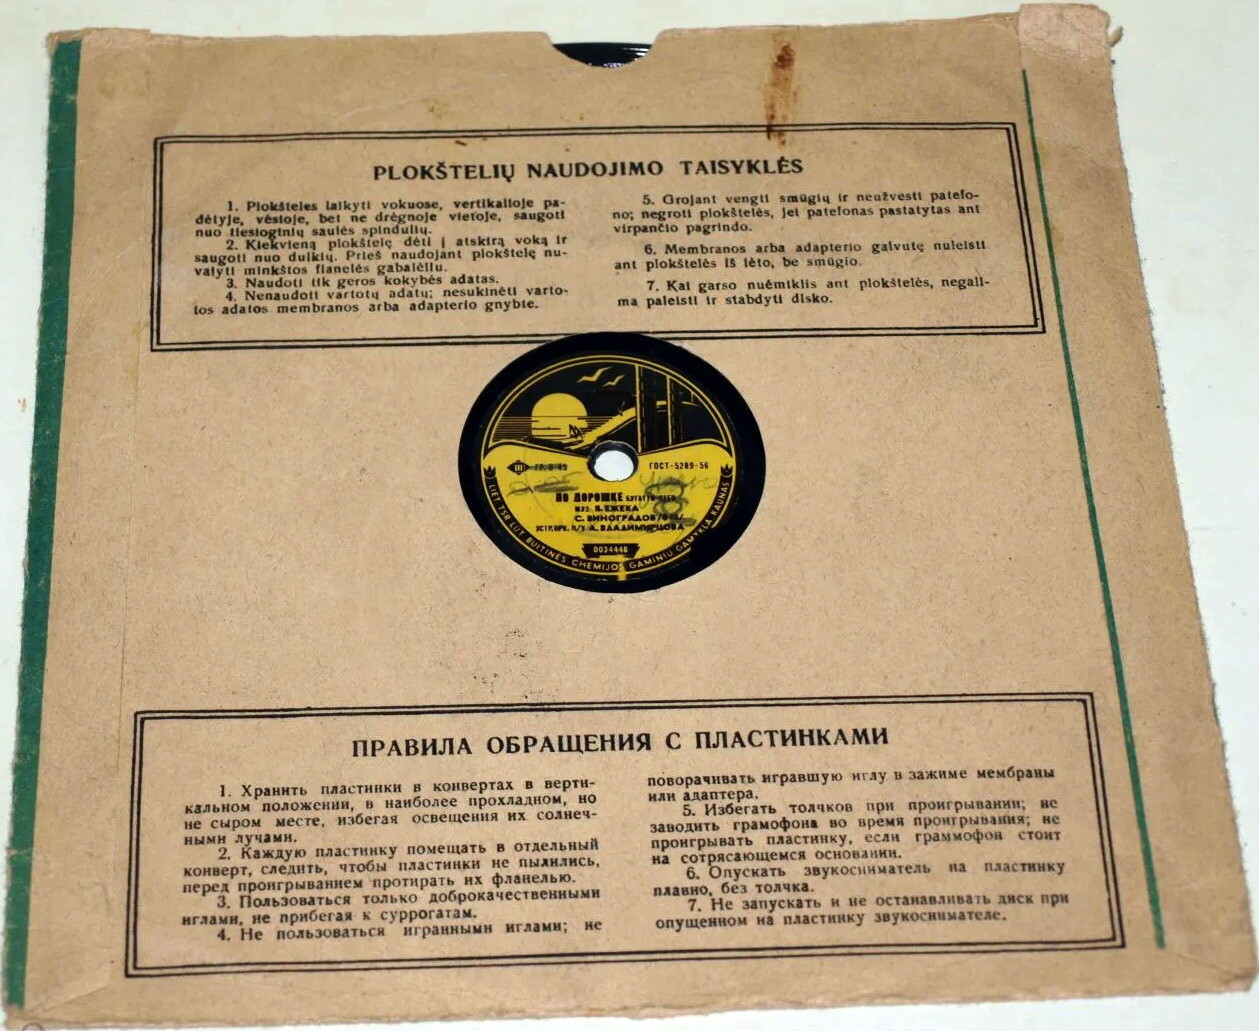 PLOKŠTELIŲ NAUDOJIMO TAISYKLĖS
1. Plokšteles laikyti vokuose, vertikalioje pa-
dėtyje, vėsioje, bet ne drėgnoje vietoje, saugoti
nuo tiesioginių saulės spindulių.
2. Kiekvieną plokštelę dėti į atskirą voką ir
saugoti nuo dulkių. Prieš naudojant plokštelę nu-
valyti minkštos flanelės gabalėliu.
3. Naudoti tik geros kokybės adatas.
4. Nenaudoti vartotų adatų; nesukinėti varto-
tos adatos membranos arba adapterio gnybte.
5. Grojant vengti smūgių ir neužvesti patefo-
no; negroti plokštelės, jei patefonas pastatytas ant
virpančio pagrindo.
6. Membranos arba adapterio galvutę nuleisti
ant plokštelės iš lėto, be smūgio.
7. Kai garso nuėmiklis ant plokštelės, negali-
ma paleisti ir stabdyti disko.
III ГР. II-45 ГОСТ-5289-56
ПО ДОРОЖКЕ БУГАТТИ-СТЕП
МУЗ. Я. ЕЖЕКА
С. ВИНОГРАДОВ
ЭСТР. ОРК. П/У А. ВЛАДИМИРЦОВА
0034448
LIET TSR LŪT BUITINĖS CHEMIJOS GAMINIŲ GAMYKLA KAUNAS
ПРАВИЛА ОБРАЩЕНИЯ С ПЛАСТИНКАМИ
1. Хранить пластинки в конвертах в верти-
кальном положении, в наиболее прохладном, но
не сыром месте, избегая освещения их солнеч-
ными лучами.
2. Каждую пластинку помещать в отдельный
конверт, следить, чтобы пластинки не пылились,
перед проигрыванием протирать их фланелью.
3. Пользоваться только доброкачественными
иглами, не прибегая к суррогатам.
4. Не пользоваться игранными иглами; не
поворачивать игравшую иглу в зажиме мембраны
или адаптера.
5. Избегать толчков при проигрывании; не
заводить грамофона во время проигрывания; не
проигрывать пластинку, если граммофон стоит
на сотрясающемся основании.
6. Опускать звукосниматель на пластинку
плавно, без толчка.
7. Не запускать и не останавливать диск при
опущенном на пластинку звукоснимателе.